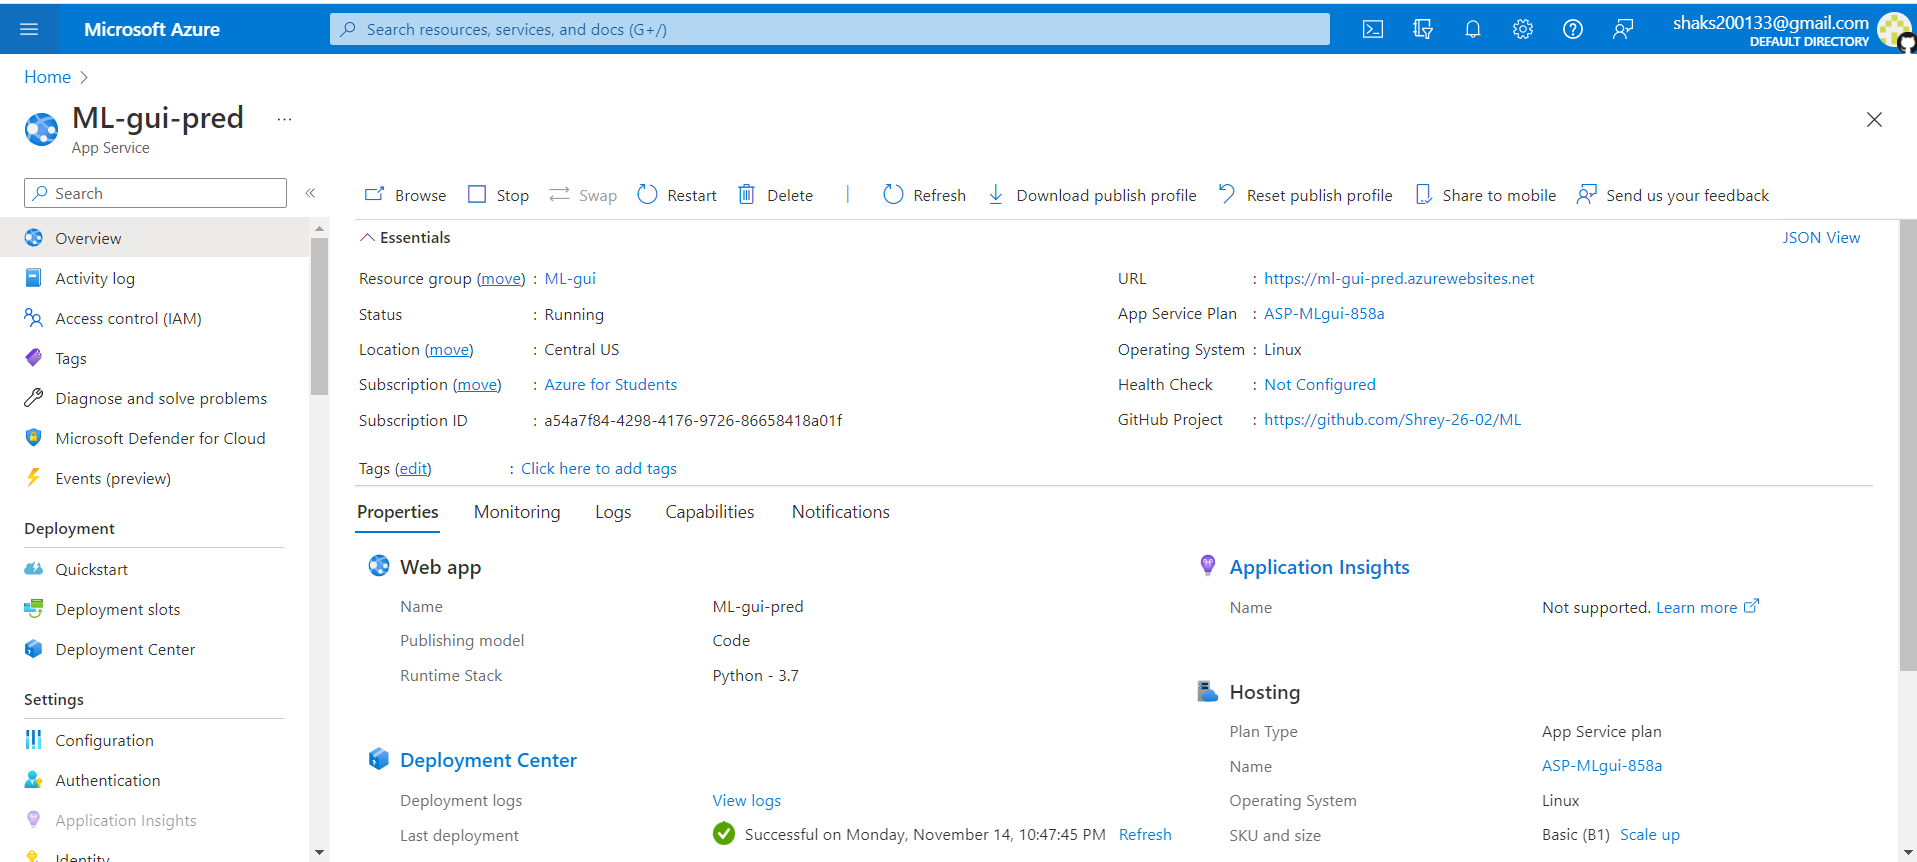 Microsoft Azure
Search resources, services, and docs (G+/)
shaks200133@gmail.com
DEFAULT DIRECTORY
Home
ML-gui-pred ...
App Service
Search
«
Browse Stop Swap Restart Delete | Refresh Download publish profile Reset publish profile Share to mobile Send us your feedback
Overview
Activity log
Access control (IAM)
Tags
Diagnose and solve problems
Microsoft Defender for Cloud
Events (preview)
Deployment
Quickstart
Deployment slots
Deployment Center
Settings
Configuration
Authentication
Application Insights
Identity
Essentials
JSON View
Resource group (move) : ML-gui
Status : Running
Location (move) : Central US
Subscription (move) : Azure for Students
Subscription ID : a54a7f84-4298-4176-9726-86658418a01f
URL : https://ml-gui-pred.azurewebsites.net
App Service Plan : ASP-MLgui-858a
Operating System : Linux
Health Check : Not Configured
GitHub Project : https://github.com/Shrey-26-02/ML
Tags (edit) : Click here to add tags
Properties Monitoring Logs Capabilities Notifications
Web app
Name ML-gui-pred
Publishing model Code
Runtime Stack Python - 3.7
Deployment Center
Deployment logs View logs
Last deployment Successful on Monday, November 14, 10:47:45 PM Refresh
Application Insights
Name Not supported. Learn more
Hosting
Plan Type App Service plan
Name ASP-MLgui-858a
Operating System Linux
SKU and size Basic (B1) Scale up